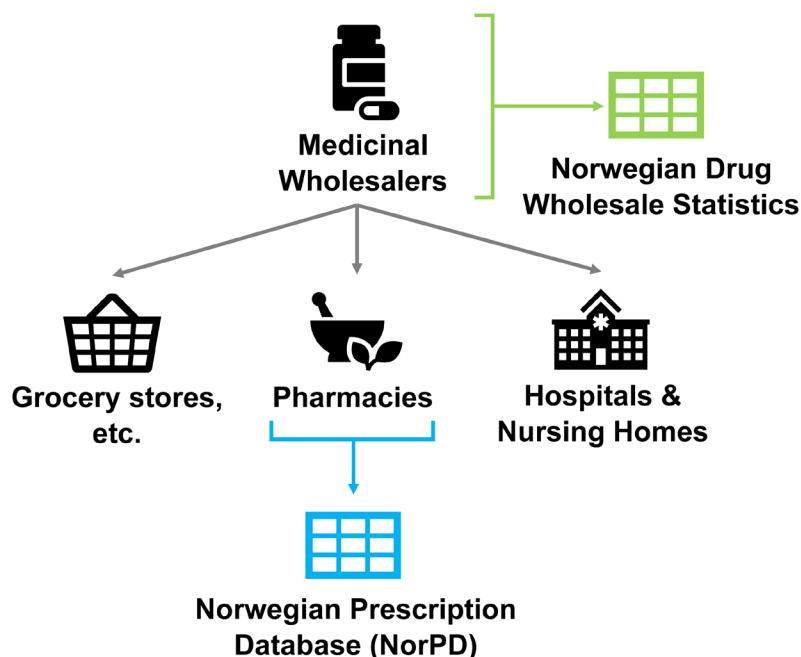 Medicinal
Wholesalers
Norwegian Drug
Wholesale Statistics
Grocery stores,
etc.
Pharmacies
Hospitals &
Nursing Homes
Norwegian Prescription
Database (NorPD)